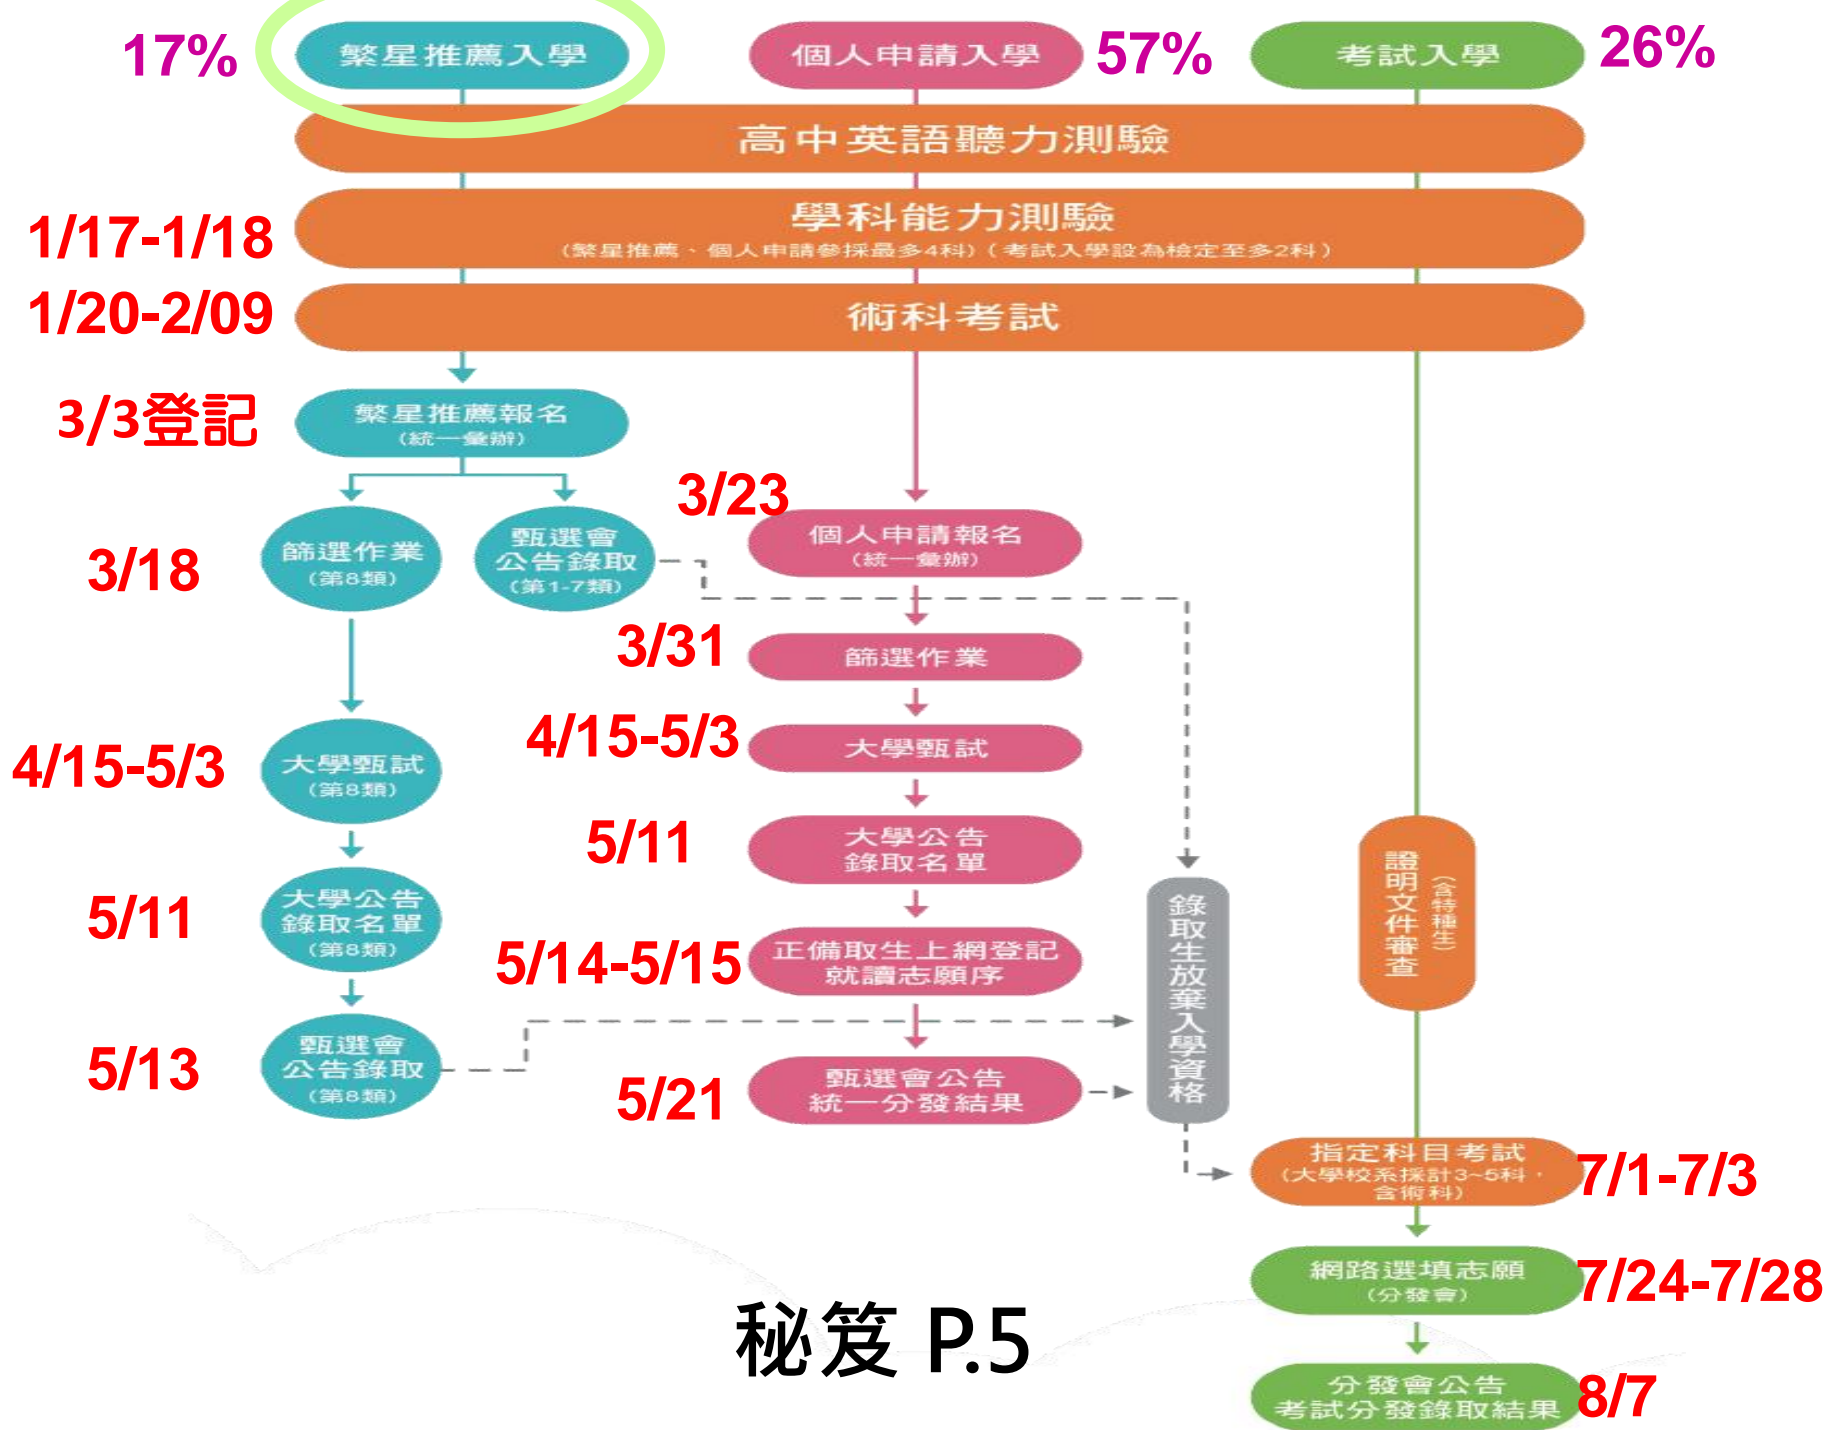 17%
繁星推薦入學
個人申請入學
57%
考試入學
26%
高中英語聽力測驗
1/17-1/18
學科能力測驗
(繁星推薦、個人申請參採最多4科)(考試入學設為檢定至多2科)
1/20-2/09
術科考試
3/3登記
繁星推薦報名
(統一彙辦)
3/18
篩選作業
(第8類)
甄選會
公告錄取
(第1-7類)
3/23
個人申請報名
(統一彙辦)
3/31
篩選作業
4/15-5/3
大學甄試
(第8類)
4/15-5/3
大學甄試
5/11
大學公告
錄取名單
5/11
大學公告
錄取名單
(第8類)
5/14-5/15
正備取生上網登記
就讀志願序
錄取生放棄入學資格
證明文件審查
(含特種生)
5/13
甄選會
公告錄取
(第8類)
5/21
甄選會公告
統一分發結果
指定科目考試
(大學校系採計3~5科,
含術科)
7/1-7/3
網路選填志願
(分發會)
7/24-7/28
秘笈 P.5
分發會公告
考試分發錄取結果
8/7